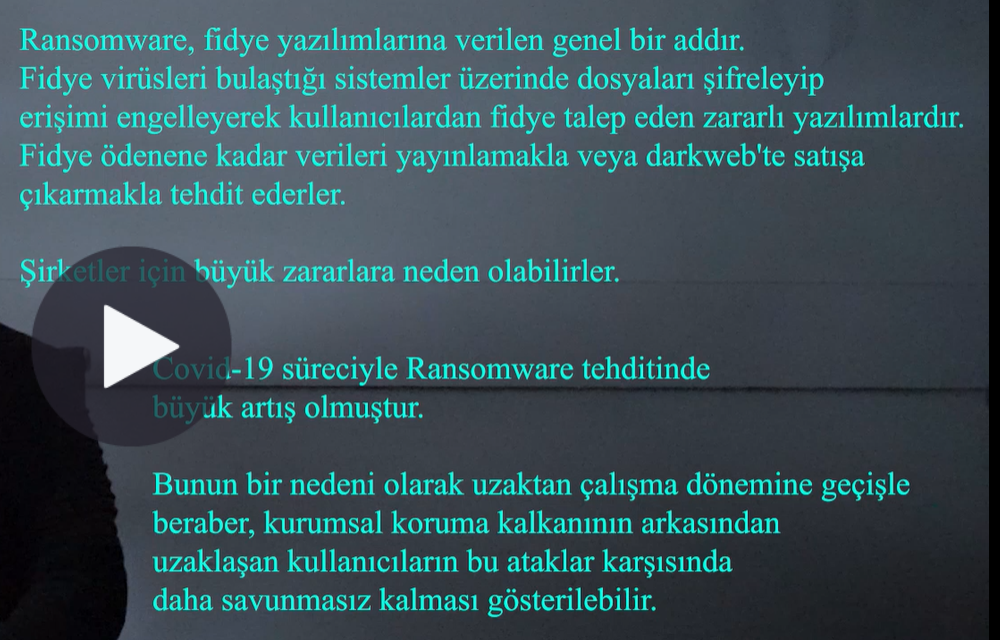 Ransomware, fidye yazılımlarına verilen genel bir addır.
Fidye virüsleri bulaştığı sistemler üzerinde dosyaları şifreleyip
erişimi engelleyerek kullanıcılardan fidye talep eden zararlı yazılımlardır.
Fidye ödenene kadar verileri yayınlamakla veya darkweb'te satışa
çıkarmakla tehdit ederler.
Şirketler için büyük zararlara neden olabilirler.
Covid-19 süreciyle Ransomware tehditinde
büyük artış olmuştur.
Bunun bir nedeni olarak uzaktan çalışma dönemine geçişle
beraber, kurumsal koruma kalkanının arkasından
uzaklaşan kullanıcıların bu ataklar karşısında
daha savunmasız kalması gösterilebilir.